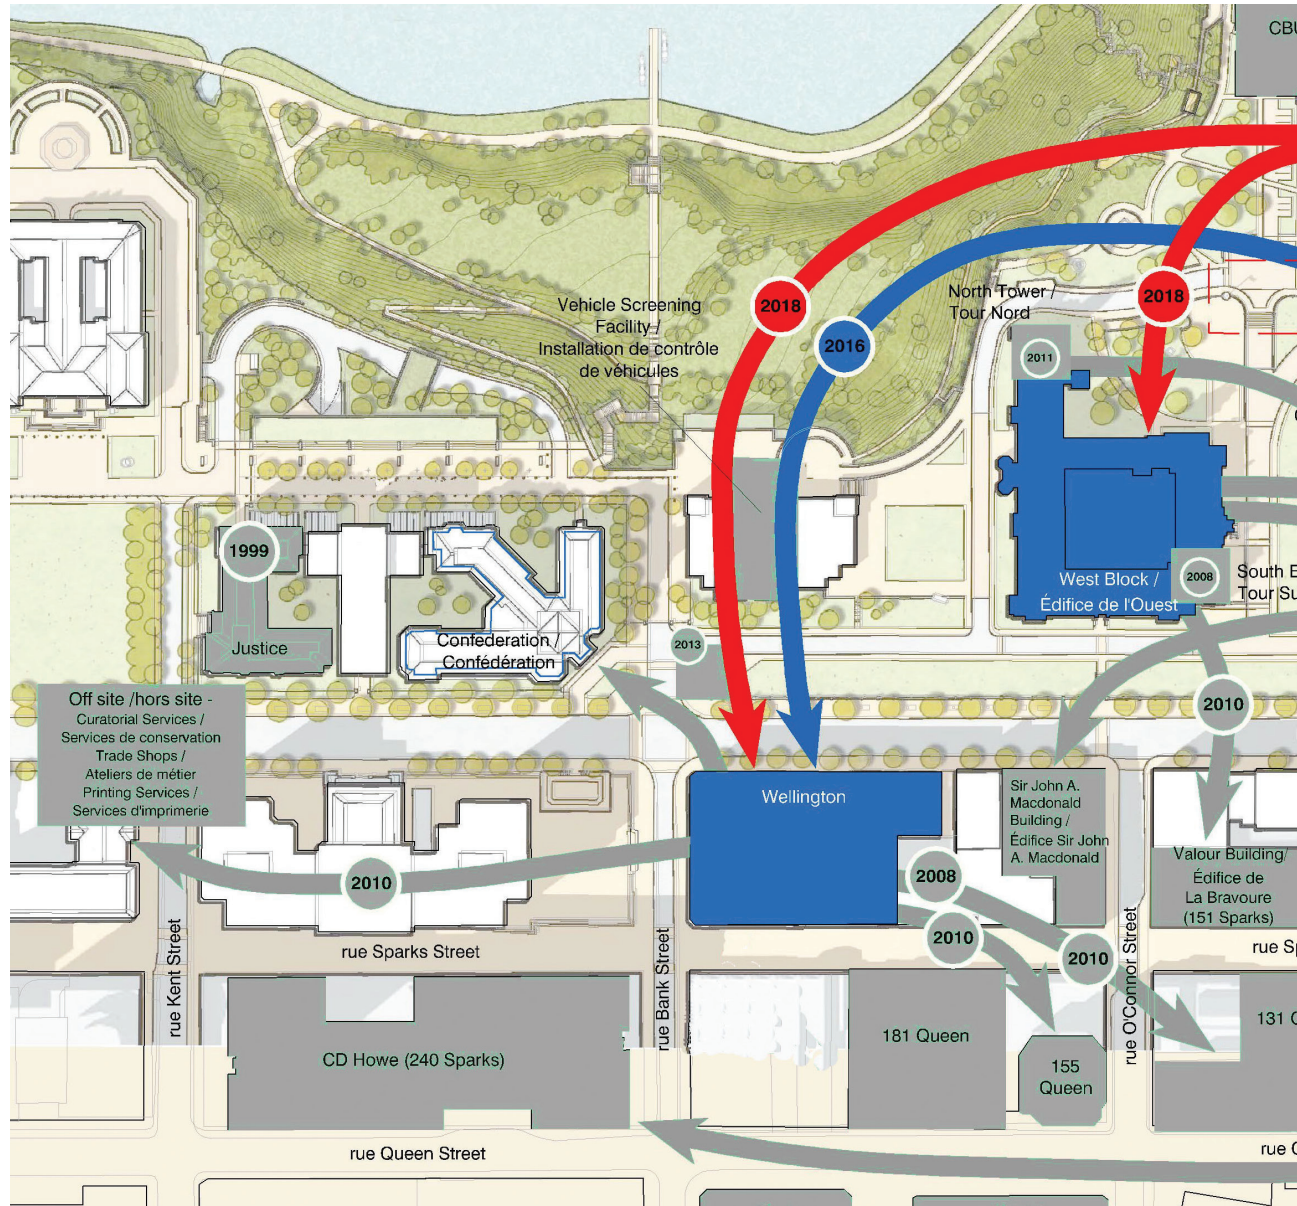 CBU
2018
2016
2018
Vehicle Screening
Facility
Installation de contrôle
de véhicules
North Tower /
Tour Nord
2011
1999
Justice
Confederation /
Confédération
2013
West Block /
Édifice de l'Ouest
2008
South E
Tour Su
2010
Off site /hors site -
Curatorial Services /
Services de conservation
Trade Shops /
Ateliers de métier
Printing Services /
Services d'imprimerie
Wellington
Sir John A.
Macdonald
Building /
Édifice Sir John
A. Macdonald
Valour Building/
Édifice de
La Bravoure
(151 Sparks)
2010
2008
2010
2010
rue Kent Street
rue Sparks Street
rue Bank Street
rue O'Connor Street
rue Sp
CD Howe (240 Sparks)
181 Queen
155
Queen
131 Q
rue Queen Street
rue Q